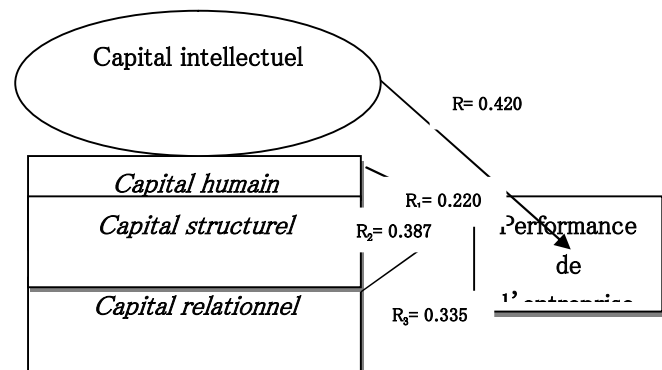 Capital intellectuel
R= 0.420
Capital humain
R₁= 0.220
Capital structurel
R₂= 0.387
Performance
de
l'entreprise
Capital relationnel
R₃= 0.335